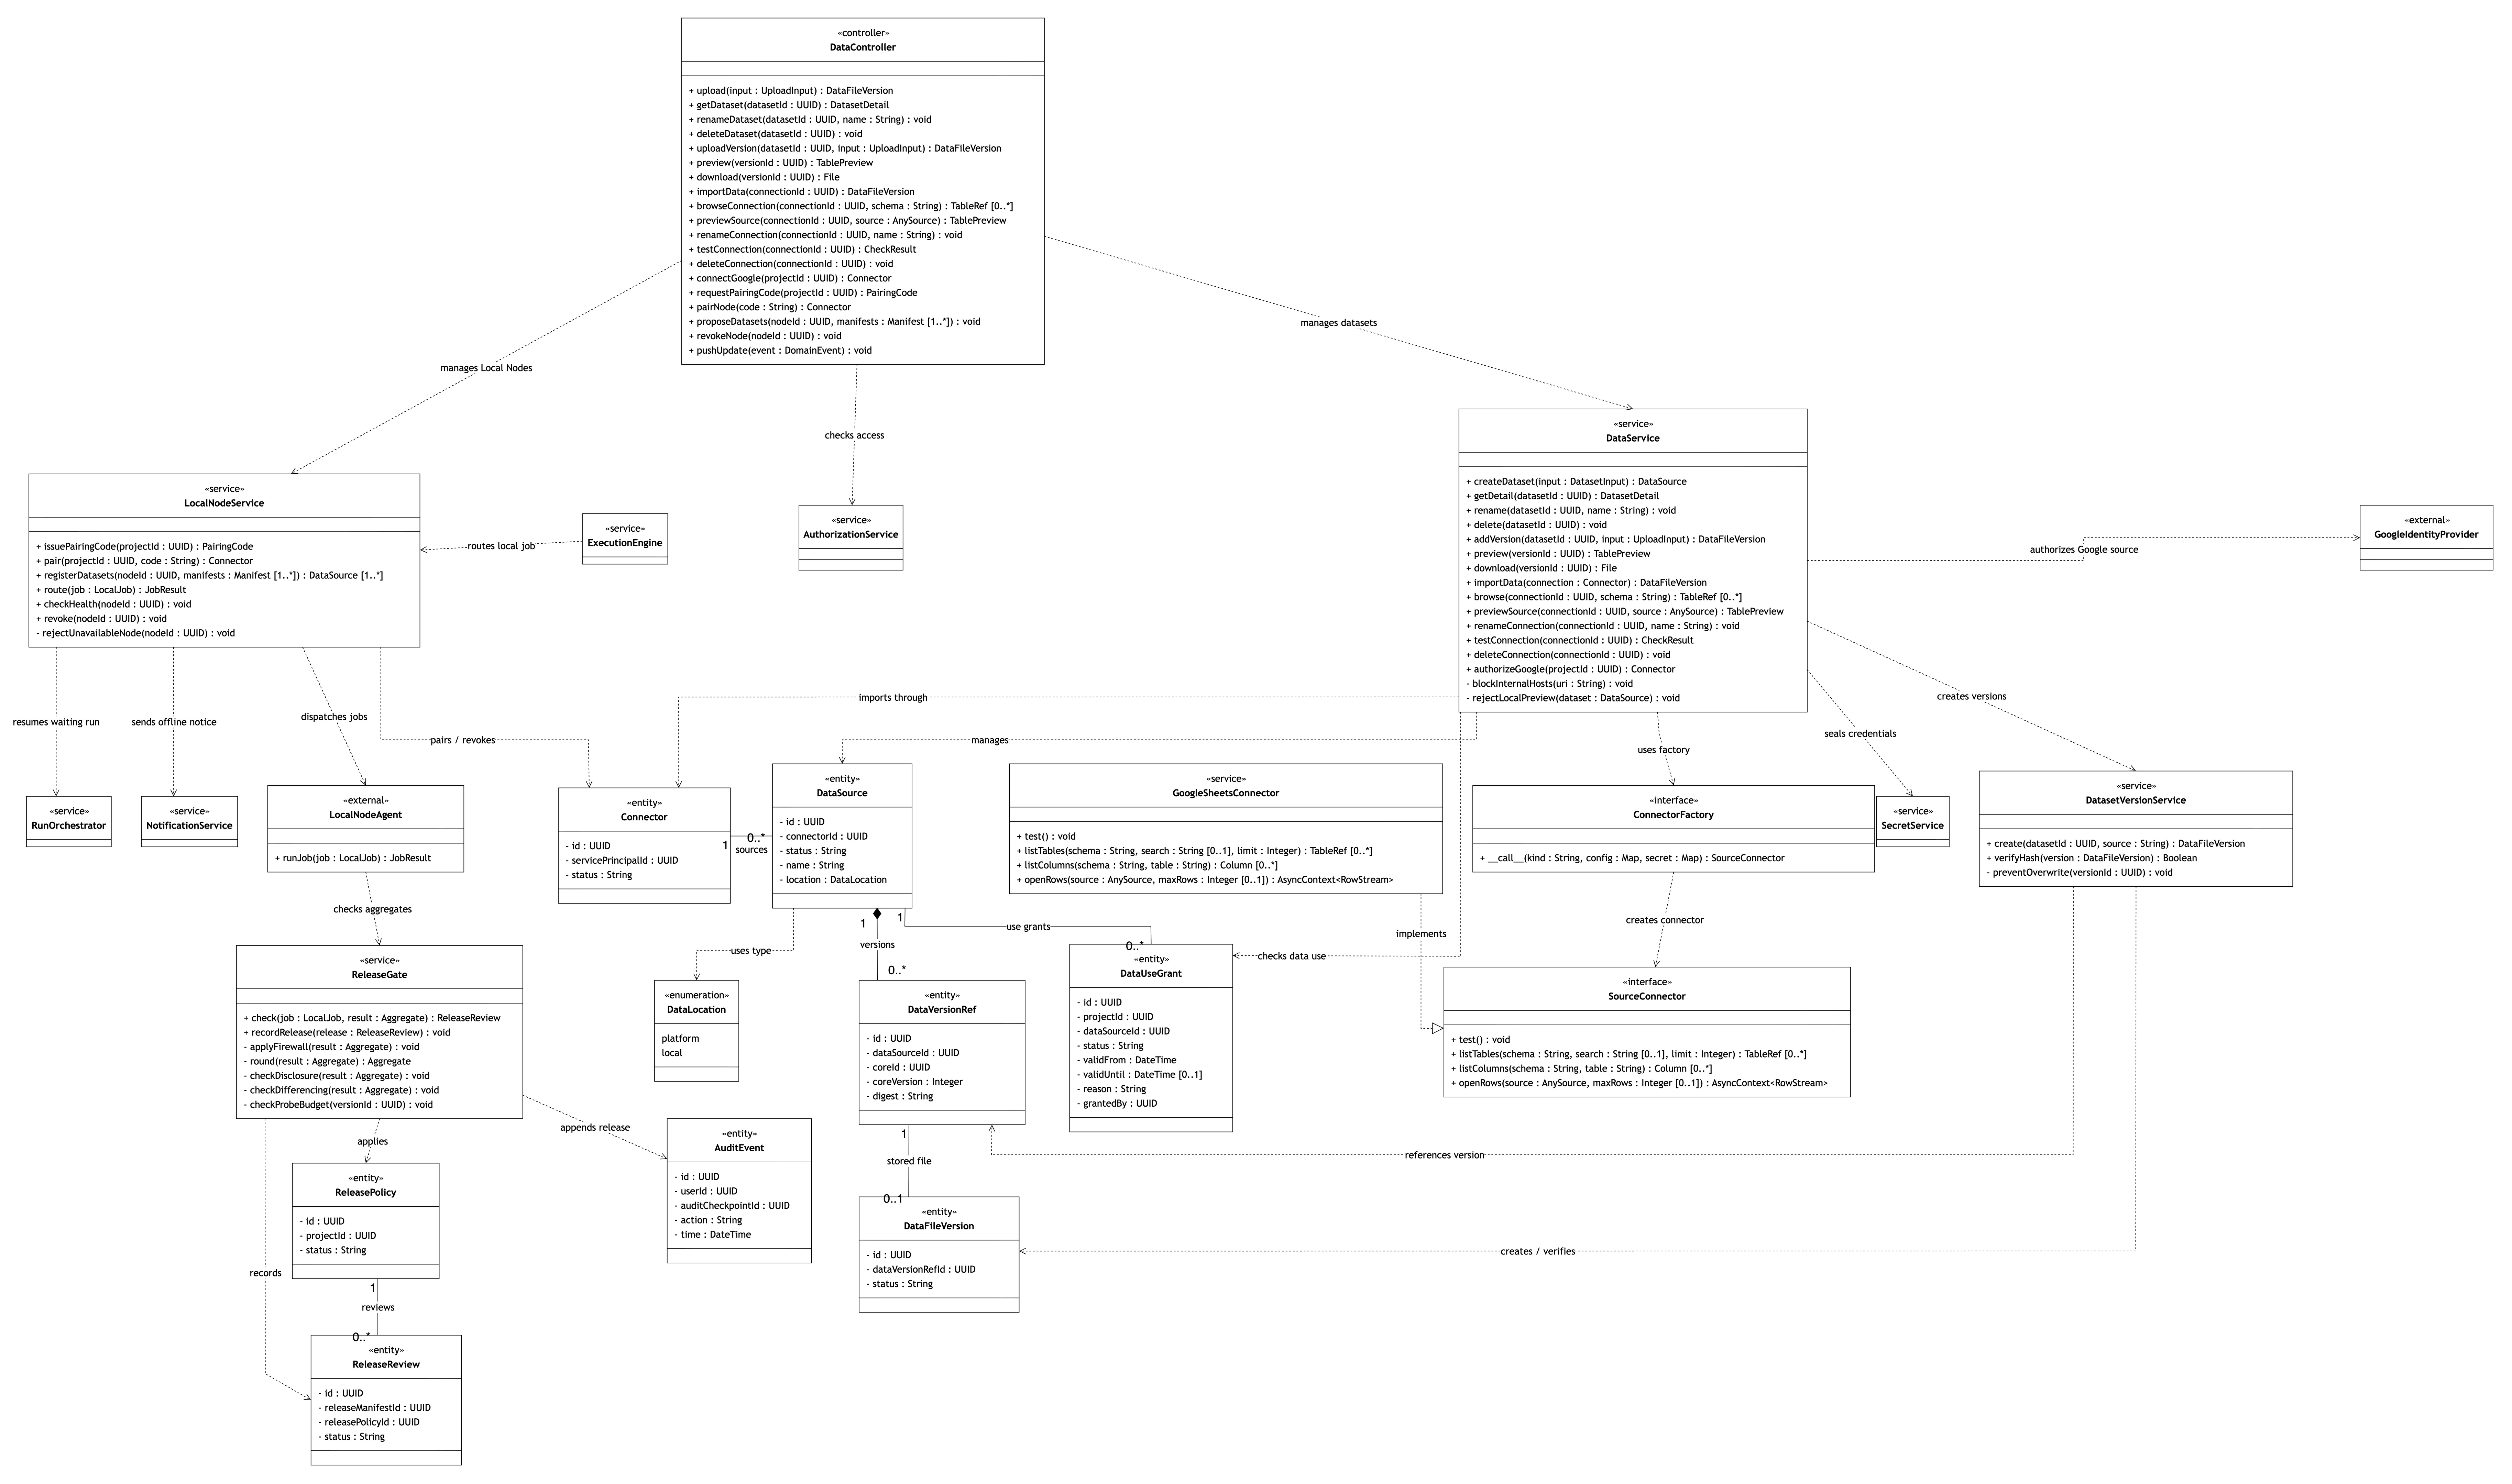 «controller»
DataController
+ upload(input : UploadInput) : DataFileVersion
+ getDataset(datasetId : UUID) : DatasetDetail
+ renameDataset(datasetId : UUID, name : String) : void
+ deleteDataset(datasetId : UUID) : void
+ uploadVersion(datasetId : UUID, input : UploadInput) : DataFileVersion
+ preview(versionId : UUID) : TablePreview
+ download(versionId : UUID) : File
+ importData(connectionId : UUID) : DataFileVersion
+ browseConnection(connectionId : UUID, schema : String) : TableRef [0..*]
+ previewSource(connectionId : UUID, source : AnySource) : TablePreview
+ renameConnection(connectionId : UUID, name : String) : void
+ testConnection(connectionId : UUID) : CheckResult
+ deleteConnection(connectionId : UUID) : void
+ connectGoogle(projectId : UUID) : Connector
+ requestPairingCode(projectId : UUID) : PairingCode
+ pairNode(code : String) : Connector
+ proposeDatasets(nodeId : UUID, manifests : Manifest [1..*]) : void
+ revokeNode(nodeId : UUID) : void
+ pushUpdate(event : DomainEvent) : void
manages Local Nodes
checks access
manages datasets
«service»
LocalNodeService
+ issuePairingCode(projectId : UUID) : PairingCode
+ pair(projectId : UUID, code : String) : Connector
+ registerDatasets(nodeId : UUID, manifests : Manifest [1..*]) : DataSource [1..*]
+ route(job : LocalJob) : JobResult
+ checkHealth(nodeId : UUID) : void
+ revoke(nodeId : UUID) : void
- rejectUnavailableNode(nodeId : UUID) : void
routes local job
«service»
ExecutionEngine
«service»
AuthorizationService
«service»
DataService
+ createDataset(input : DatasetInput) : DataSource
+ getDetail(datasetId : UUID) : DatasetDetail
+ rename(datasetId : UUID, name : String) : void
+ delete(datasetId : UUID) : void
+ addVersion(datasetId : UUID, input : UploadInput) : DataFileVersion
+ preview(versionId : UUID) : TablePreview
+ download(versionId : UUID) : File
+ importData(connection : Connector) : DataFileVersion
+ browse(connectionId : UUID, schema : String) : TableRef [0..*]
+ previewSource(connectionId : UUID, source : AnySource) : TablePreview
+ renameConnection(connectionId : UUID, name : String) : void
+ testConnection(connectionId : UUID) : CheckResult
+ deleteConnection(connectionId : UUID) : void
+ authorizeGoogle(projectId : UUID) : Connector
- blockInternalHosts(uri : String) : void
- rejectLocalPreview(dataset : DataSource) : void
authorizes Google source
«external»
GoogleIdentityProvider
resumes waiting run
sends offline notice
dispatches jobs
pairs / revokes
imports through
manages
uses factory
seals credentials
creates versions
«service»
RunOrchestrator
«service»
NotificationService
«external»
LocalNodeAgent
+ runJob(job : LocalJob) : JobResult
«entity»
Connector
- id : UUID
- servicePrincipalId : UUID
- status : String
1
0..*
sources
«entity»
DataSource
- id : UUID
- connectorId : UUID
- status : String
- name : String
- location : DataLocation
«service»
GoogleSheetsConnector
+ test() : void
+ listTables(schema : String, search : String [0..1], limit : Integer) : TableRef [0..*]
+ listColumns(schema : String, table : String) : Column [0..*]
+ openRows(source : AnySource, maxRows : Integer [0..1]) : AsyncContext<RowStream>
«interface»
ConnectorFactory
+ __call__(kind : String, config : Map, secret : Map) : SourceConnector
«service»
SecretService
«service»
DatasetVersionService
+ create(datasetId : UUID, source : String) : DataFileVersion
+ verifyHash(version : DataFileVersion) : Boolean
- preventOverwrite(versionId : UUID) : void
checks aggregates
uses type
1
versions
0..*
1
use grants
0..*
checks data use
implements
creates connector
«service»
ReleaseGate
+ check(job : LocalJob, result : Aggregate) : ReleaseReview
+ recordRelease(release : ReleaseReview) : void
- applyFirewall(result : Aggregate) : void
- round(result : Aggregate) : Aggregate
- checkDisclosure(result : Aggregate) : void
- checkDifferencing(result : Aggregate) : void
- checkProbeBudget(versionId : UUID) : void
«enumeration»
DataLocation
platform
local
«entity»
DataVersionRef
- id : UUID
- dataSourceId : UUID
- coreId : UUID
- coreVersion : Integer
- digest : String
«entity»
DataUseGrant
- id : UUID
- projectId : UUID
- dataSourceId : UUID
- status : String
- validFrom : DateTime
- validUntil : DateTime [0..1]
- reason : String
- grantedBy : UUID
«interface»
SourceConnector
+ test() : void
+ listTables(schema : String, search : String [0..1], limit : Integer) : TableRef [0..*]
+ listColumns(schema : String, table : String) : Column [0..*]
+ openRows(source : AnySource, maxRows : Integer [0..1]) : AsyncContext<RowStream>
applies
appends release
records
«entity»
AuditEvent
- id : UUID
- userId : UUID
- auditCheckpointId : UUID
- action : String
- time : DateTime
1
stored file
0..1
references version
creates / verifies
«entity»
ReleasePolicy
- id : UUID
- projectId : UUID
- status : String
«entity»
DataFileVersion
- id : UUID
- dataVersionRefId : UUID
- status : String
1
reviews
0..*
«entity»
ReleaseReview
- id : UUID
- releaseManifestId : UUID
- releasePolicyId : UUID
- status : String